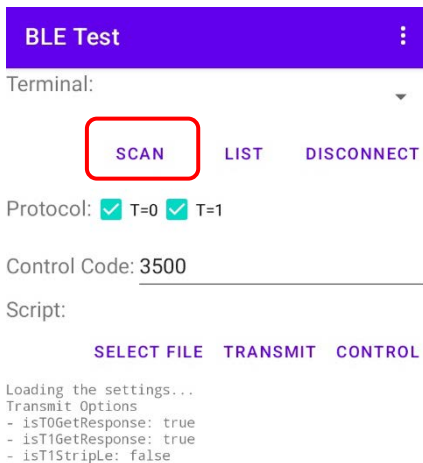 BLE Test
Terminal:
SCAN LIST DISCONNECT
Protocol: T=0 T=1
Control Code: 3500
Script:
SELECT FILE TRANSMIT CONTROL
Loading the settings...
Transmit Options
- isT0GetResponse: true
- isT1GetResponse: true
- isT1StripLe: false